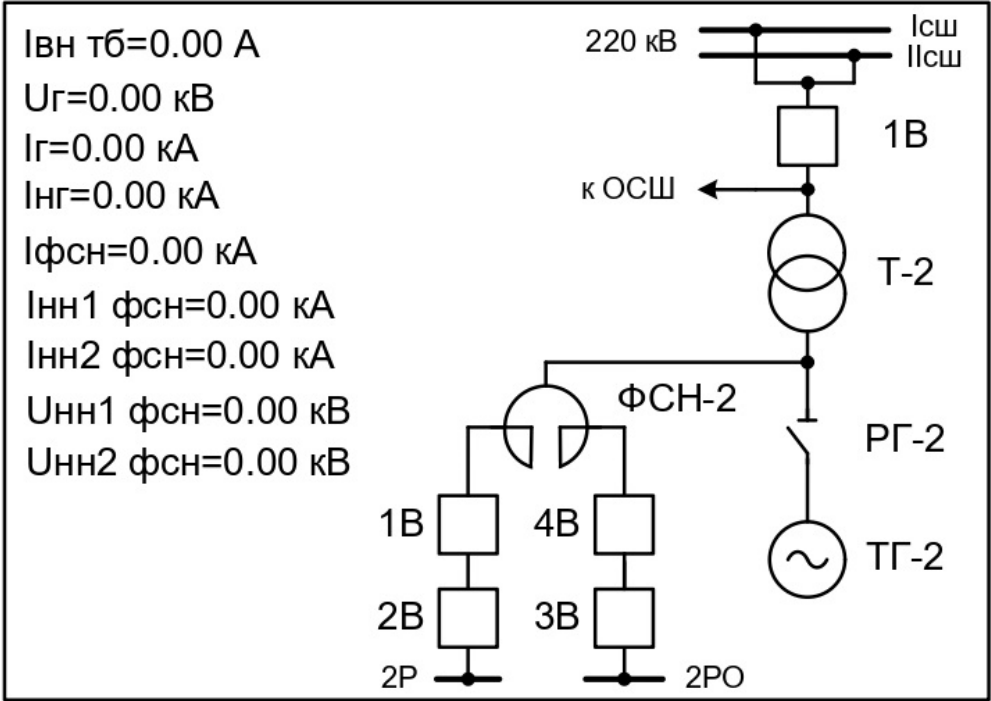 Iвн тб=0.00 А
Uг=0.00 кВ
Iг=0.00 кА
Iнг=0.00 кА
Iфсн=0.00 кА
Iнн1 фсн=0.00 кА
Iнн2 фсн=0.00 кА
Uнн1 фсн=0.00 кВ
Uнн2 фсн=0.00 кВ
220 кВ
Iсш
IIсш
1В
к ОСШ
Т-2
ФСН-2
РГ-2
1В
4В
ТГ-2
2В
3В
2Р
2РО